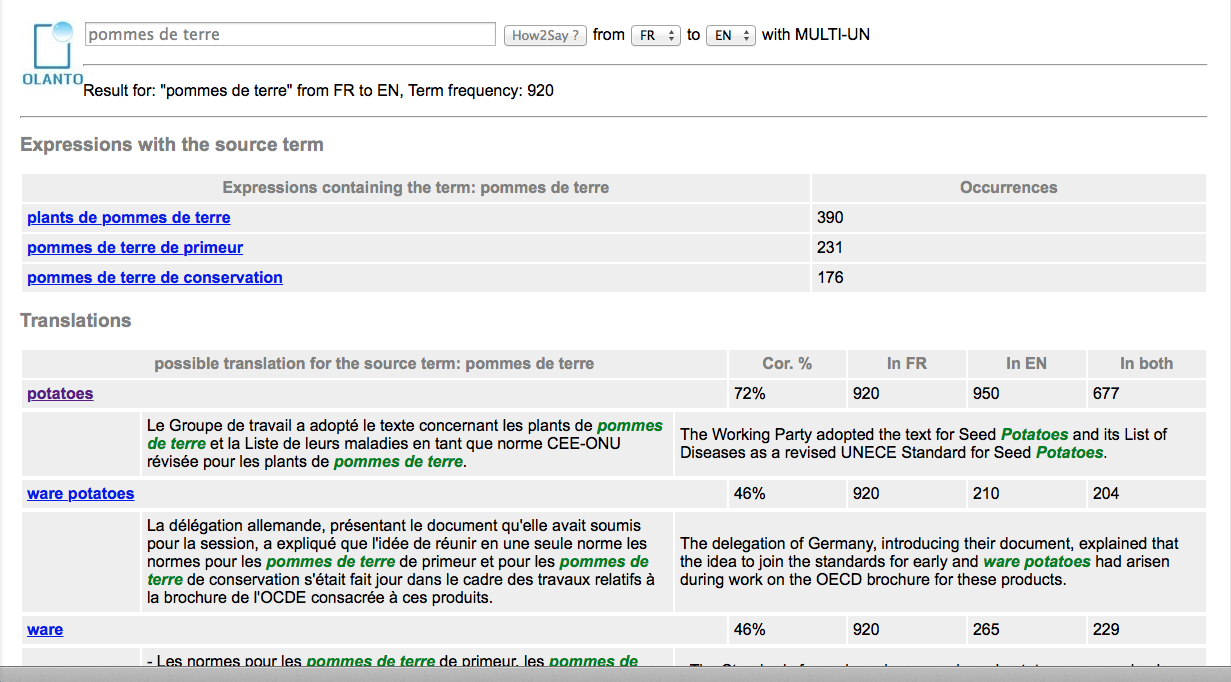 pommes de terre How2Say ? from FR to EN with MULTI-UN
OLANTO
Result for: "pommes de terre" from FR to EN, Term frequency: 920
Expressions with the source term
Expressions containing the term: pommes de terre Occurrences
plants de pommes de terre 390
pommes de terre de primeur 231
pommes de terre de conservation 176
Translations
possible translation for the source term: pommes de terre Cor. % In FR In EN In both
potatoes 72% 920 950 677
Le Groupe de travail a adopté le texte concernant les plants de pommes
de terre et la Liste de leurs maladies en tant que norme CEE-ONU
révisée pour les plants de pommes de terre.
The Working Party adopted the text for Seed Potatoes and its List of
Diseases as a revised UNECE Standard for Seed Potatoes.
ware potatoes 46% 920 210 204
La délégation allemande, présentant le document qu'elle avait soumis
pour la session, a expliqué que l'idée de réunir en une seule norme les
normes pour les pommes de terre de primeur et pour les pommes de
terre de conservation s'était fait jour dans le cadre des travaux relatifs à
la brochure de l'OCDE consacrée à ces produits.
The delegation of Germany, introducing their document, explained that
the idea to join the standards for early and ware potatoes had arisen
during work on the OECD brochure for these products.
ware 46% 920 265 229
- Les normes pour les pommes de terre de primeur, les pommes de